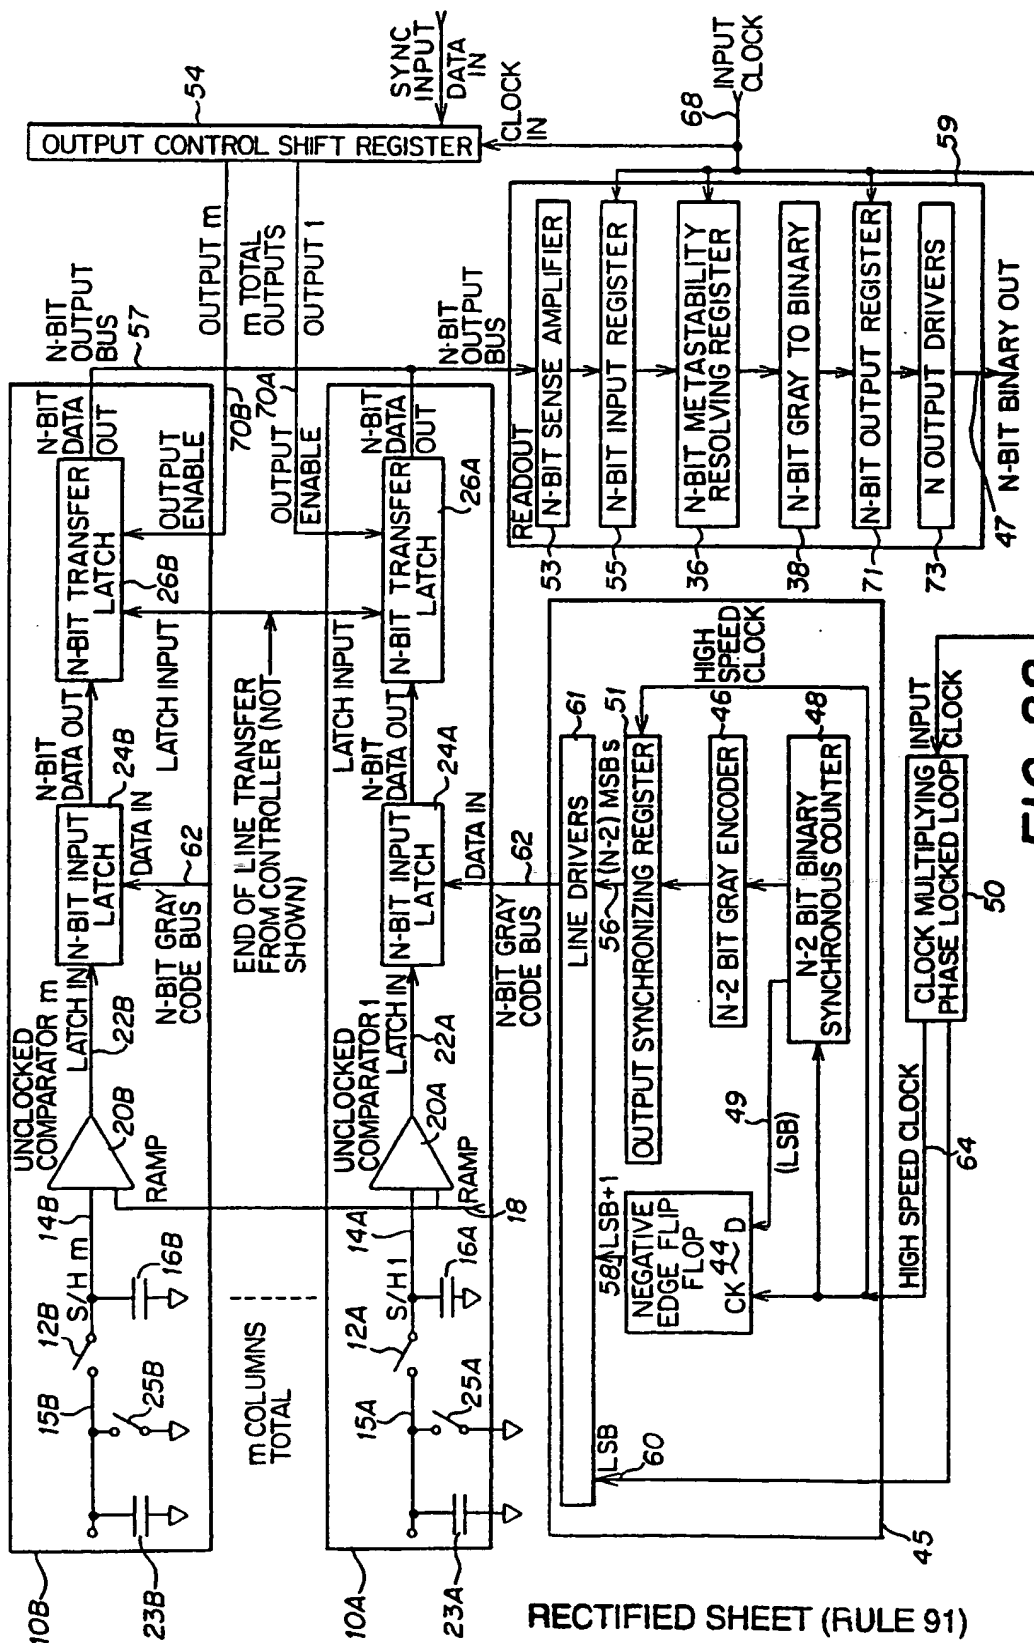 10B
23B
15B
25B
12B
S/H m
16B
14B
RAMP
UNCLOCKED
COMPARATOR m
20B
LATCH IN
22B
N-BIT INPUT
LATCH
24B
DATA IN
N-BIT GRAY
CODE BUS
62
N-BIT
DATA OUT
LATCH INPUT
N-BIT TRANSFER
LATCH
26B
OUTPUT
ENABLE
N-BIT
DATA
OUT
N-BIT
OUTPUT
BUS
57
m COLUMNS
TOTAL
END OF LINE TRANSFER
FROM CONTROLLER (NOT
SHOWN)
70B
70A
OUTPUT m
m TOTAL
OUTPUTS
OUTPUT 1
OUTPUT CONTROL SHIFT REGISTER
54
SYNC
INPUT
DATA
IN
CLOCK
IN
10A
23A
15A
25A
12A
S/H 1
16A
14A
RAMP
18
UNCLOCKED
COMPARATOR 1
20A
LATCH IN
22A
N-BIT INPUT
LATCH
24A
DATA IN
N-BIT GRAY
CODE BUS
62
N-BIT
DATA OUT
LATCH INPUT
N-BIT TRANSFER
LATCH
26A
OUTPUT
ENABLE
N-BIT
DATA
OUT
N-BIT
OUTPUT
BUS
45
LSB
60
LINE DRIVERS
61
58
LSB+1
NEGATIVE
EDGE FLIP
FLOP
44
CK
D
56
(N-2) MSBs
OUTPUT SYNCHRONIZING REGISTER
51
N-2 BIT GRAY ENCODER
46
N-2 BIT BINARY
SYNCHRONOUS COUNTER
48
49
(LSB)
HIGH
SPEED
CLOCK
HIGH SPEED CLOCK
64
CLOCK MULTIPLYING
PHASE LOCKED LOOP
50
INPUT
CLOCK
READOUT
53
N-BIT SENSE AMPLIFIER
55
N-BIT INPUT REGISTER
36
N-BIT METASTABILITY
RESOLVING REGISTER
38
N-BIT GRAY TO BINARY
71
N-BIT OUTPUT REGISTER
73
N OUTPUT DRIVERS
47
N-BIT BINARY OUT
59
68
INPUT
CLOCK
RECTIFIED SHEET (RULE 91)